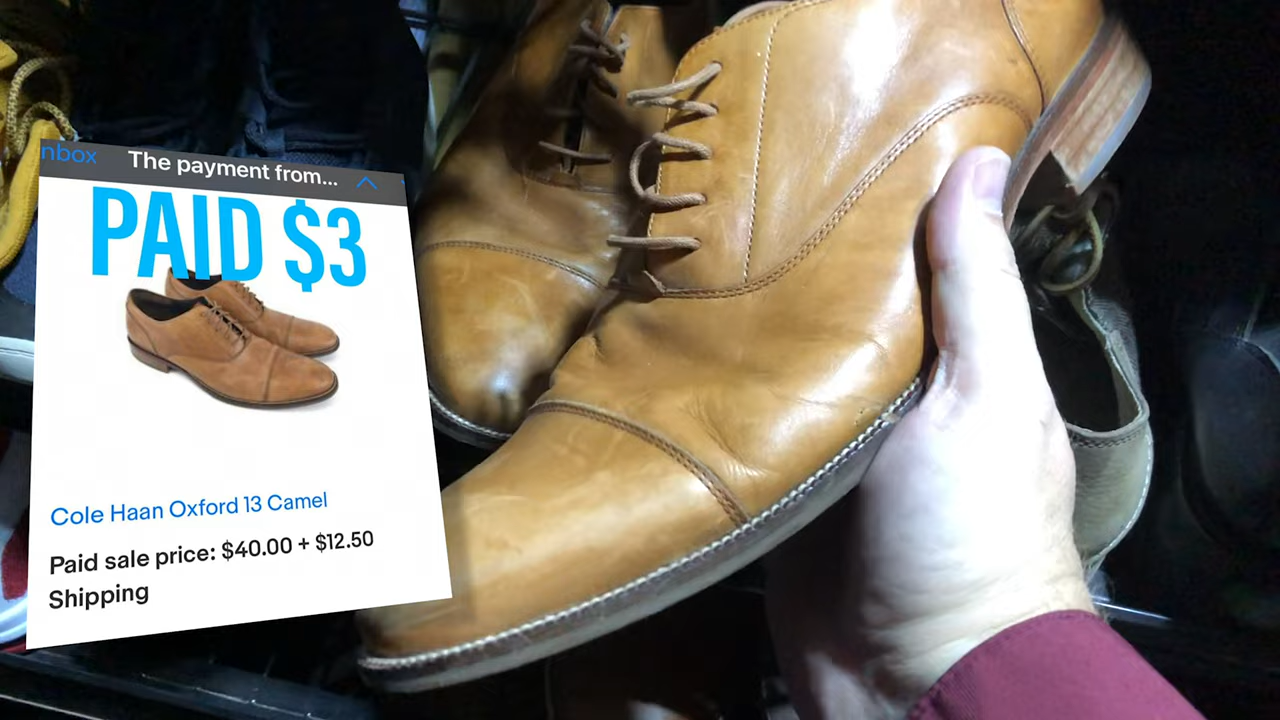 nbox
The payment from...
PAID $3
Cole Haan Oxford 13 Camel
Paid sale price: $40.00 + $12.50
Shipping